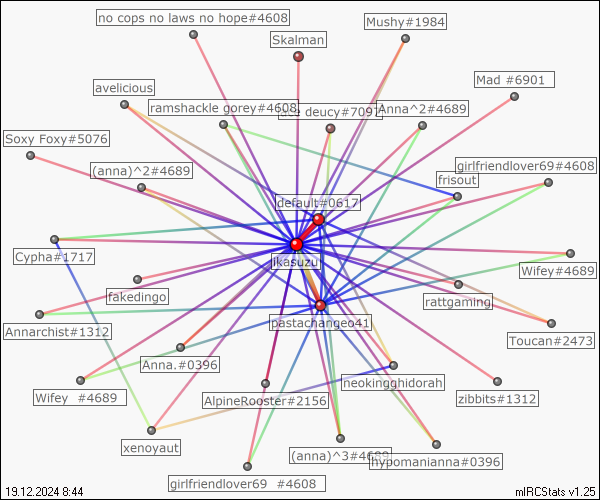 no cops no laws no hope#4608
Mushy#1984
Skalman
Mad #6901
avelicious
ramshackle gorey#4608
deucy#7097
Anna^2#4689
Soxy Foxy#5076
(anna)^2#4689
girlfriendlover69#4608
frisout
default#0617
Cypha#1717
ikasuzu
Wifey#4689
fakedingo
rattgaming
Annarchist#1312
pastachange041
Toucan#2473
Anna.#0396
neokingghidorah
Wifey #4689
AlpineRooster#2156
zibbits#1312
xenoyaut
(anna)^3#4689
hypomanianna#0396
girlfriendlover69 #4608
19.12.2024 8:44
mIRCStats v1.25